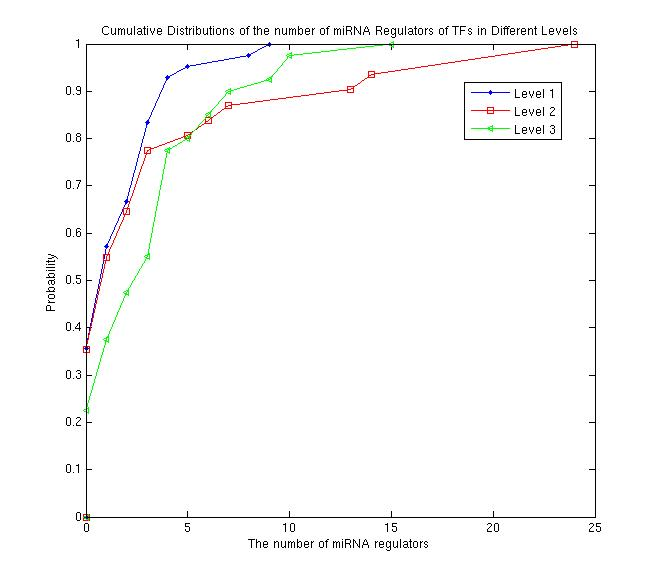 Cumulative Distributions of the number of miRNA Regulators of TFs in Different Levels
1
0.9
0.8
0.7
0.6
0.5
0.4
0.3
0.2
0.1
0
Probability
Level 1
Level 2
Level 3
0 5 10 15 20 25
The number of miRNA regulators